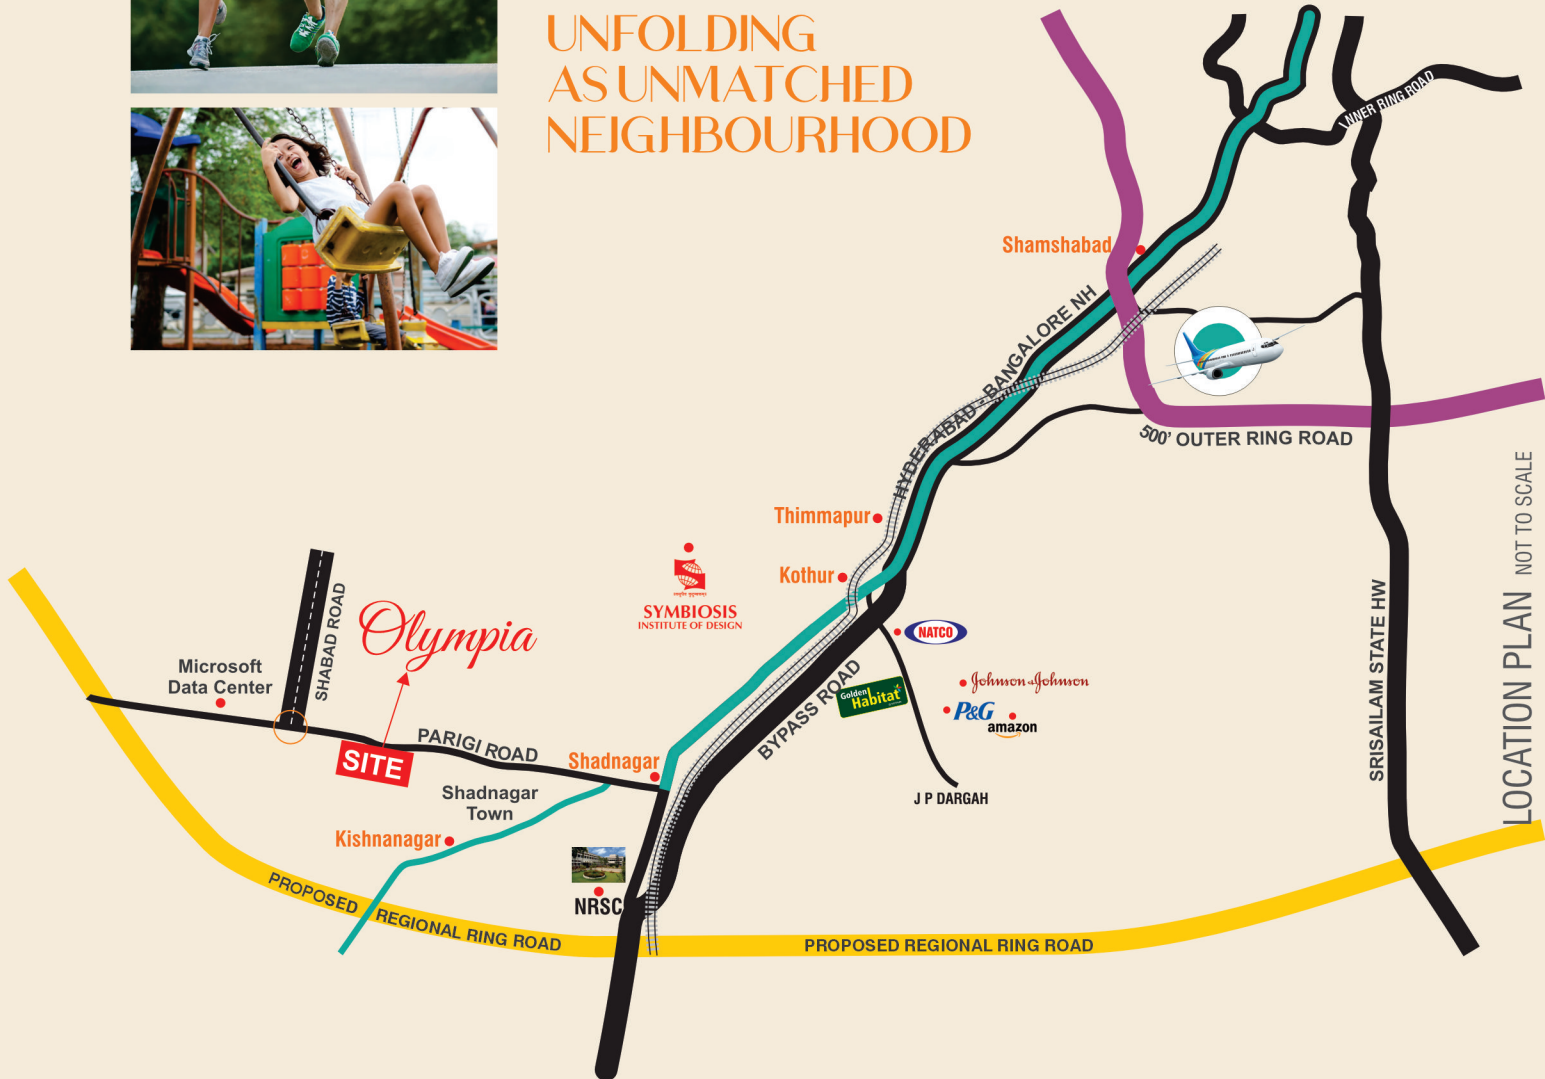 UNFOLDING
AS UNMATCHED
NEIGHBOURHOOD
INNER RING ROAD
Shamshabad
HYDERABAD - BANGALORE NH
500' OUTER RING ROAD
Thimmapur
Kothur
SYMBIOSIS
INSTITUTE OF DESIGN
NATCO
Johnson & Johnson
Golden
Habitat
P&G
amazon
BYPASS ROAD
J P DARGAH
SHABAD ROAD
Olympia
Microsoft
Data Center
PARIGI ROAD
SITE
Shadnagar
Shadnagar
Town
Kishnanagar
NRSC
PROPOSED REGIONAL RING ROAD
PROPOSED REGIONAL RING ROAD
SRISAILAM STATE HW
LOCATION PLAN NOT TO SCALE